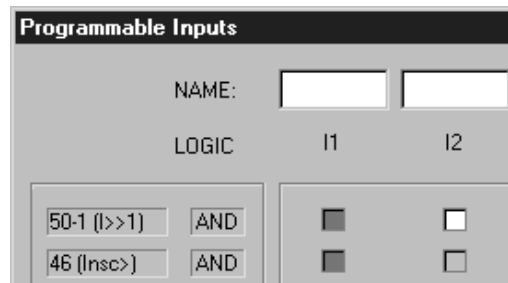 Programmable Inputs
NAME:
LOGIC I1 I2
50-1 (I>>1) AND
46 (Insc>) AND